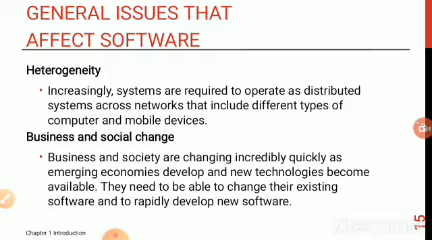 GENERAL ISSUES THAT
AFFECT SOFTWARE
Heterogeneity
• Increasingly, systems are required to operate as distributed
systems across networks that include different types of
computer and mobile devices.
Business and social change
• Business and society are changing incredibly quickly as
emerging economies develop and new technologies become
available. They need to be able to change their existing
software and to rapidly develop new software.
Chapter 1 Introduction
15